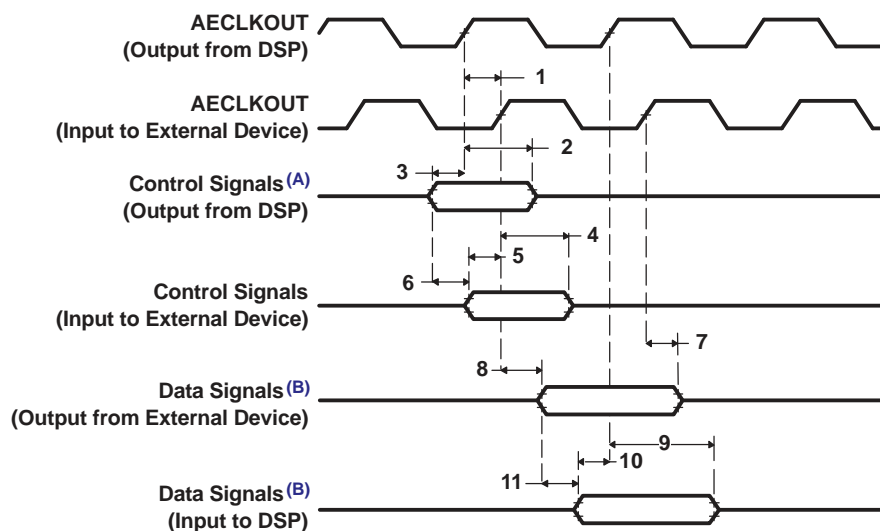 AECLKOUT
(Output from DSP)
1
AECLKOUT
(Input to External Device)
2
3
Control Signals (A)
(Output from DSP)
4
5
6
Control Signals
(Input to External Device)
7
8
Data Signals (B)
(Output from External Device)
9
10
11
Data Signals (B)
(Input to DSP)